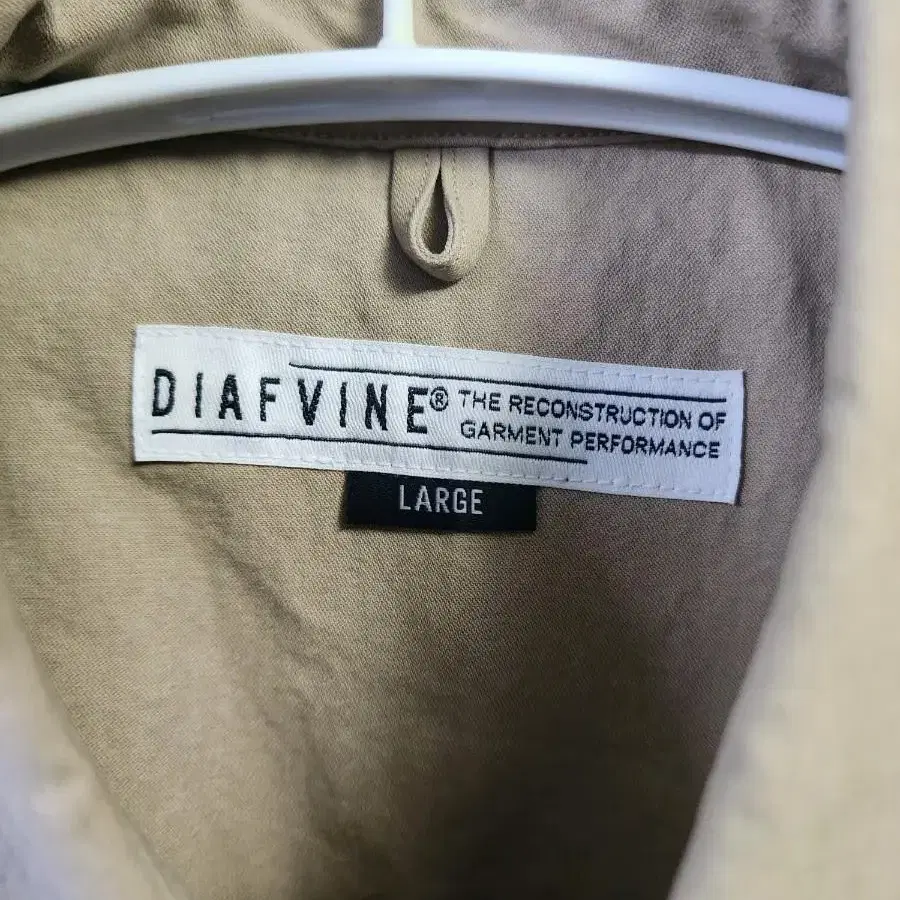 DIAFVINE® THE RECONSTRUCTION OF
GARMENT PERFORMANCE
LARGE